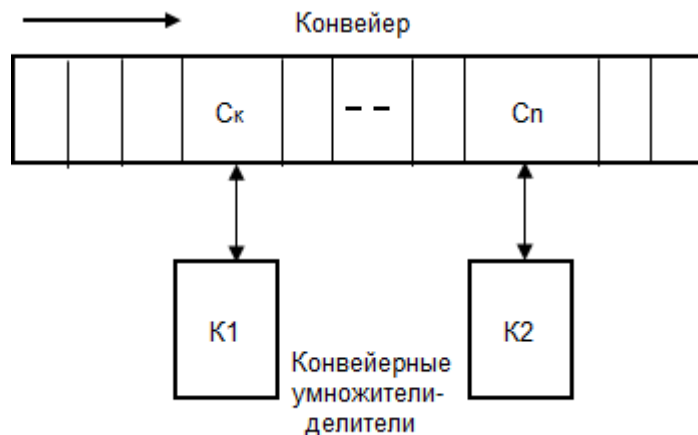 Конвейер
Ск
Сп
К1
К2
Конвейерные
умножители-
делители